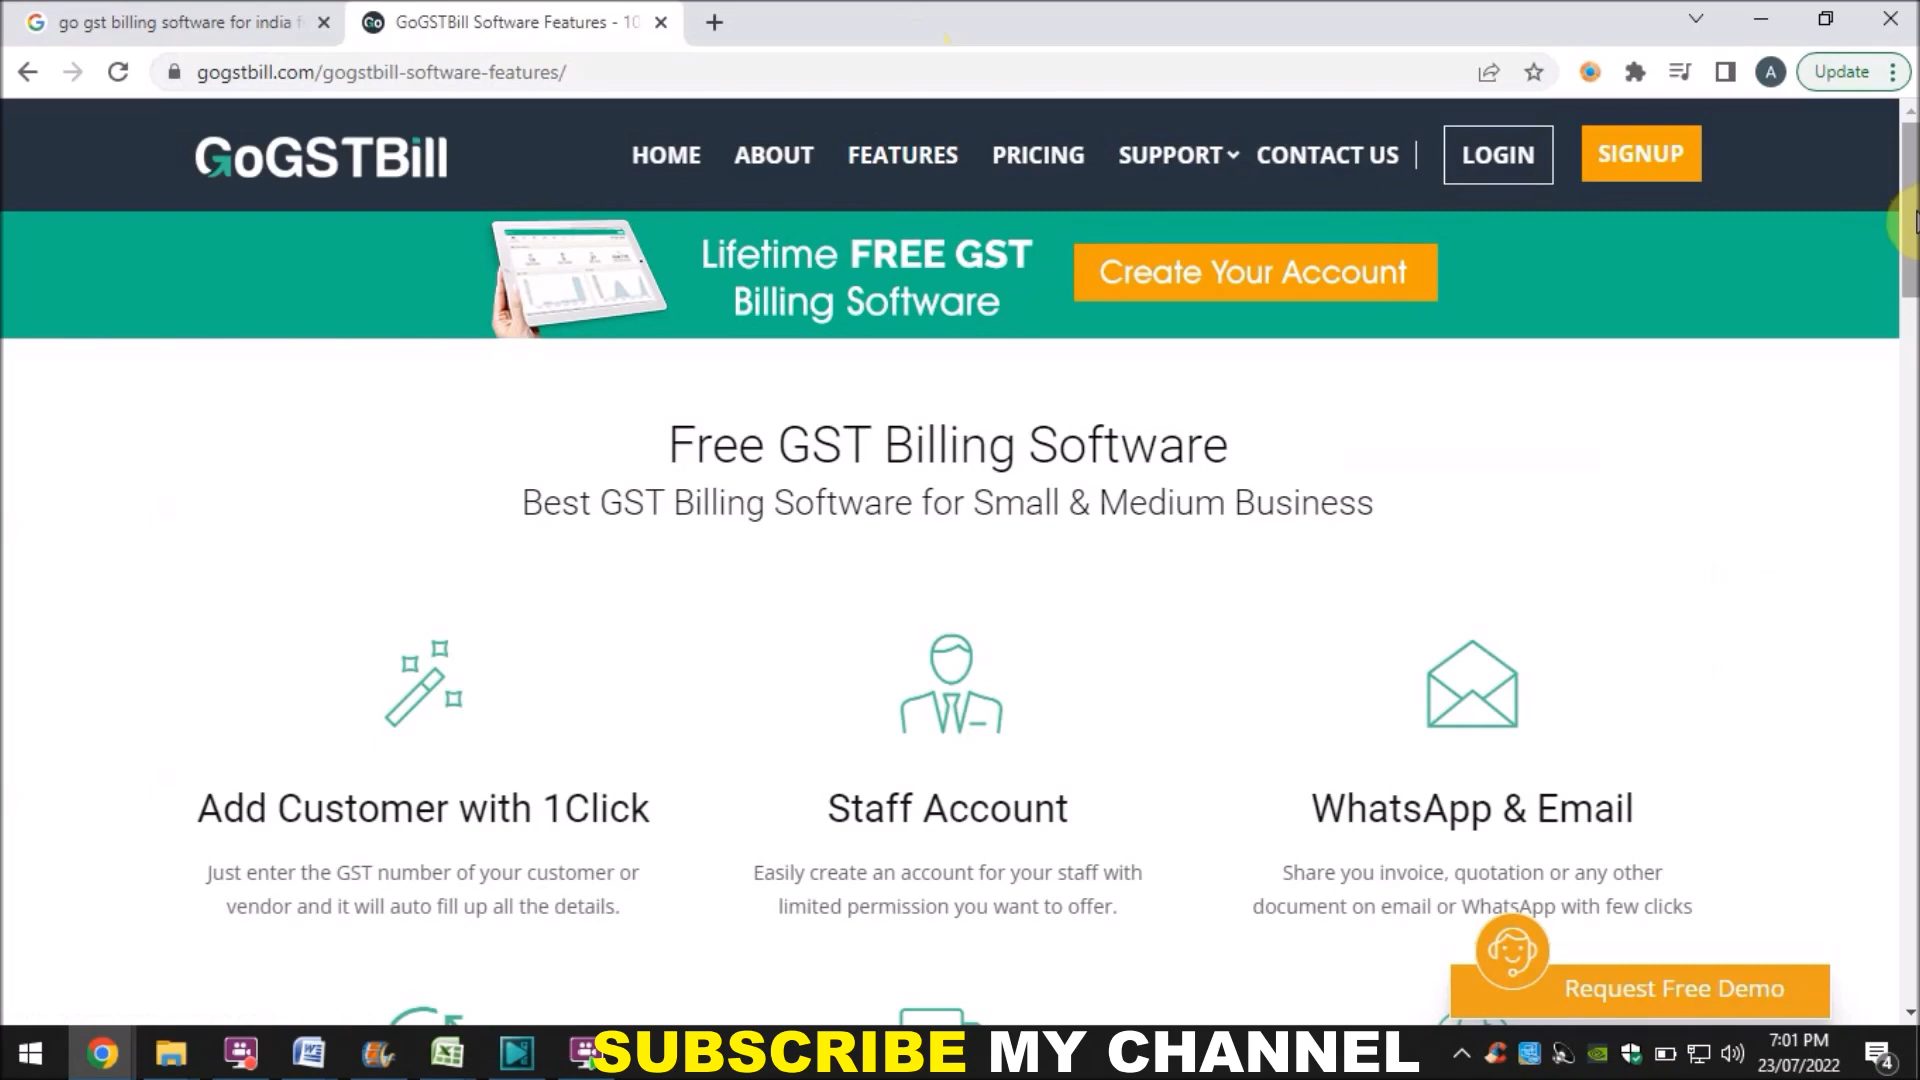 go gst billing software for india f
GoGSTBill Software Features - 10
gogstbill.com/gogstbill-software-features/
A
Update
GoGSTBill
HOME ABOUT FEATURES PRICING SUPPORT CONTACT US LOGIN SIGNUP
Lifetime FREE GST
Billing Software
Create Your Account
Free GST Billing Software
Best GST Billing Software for Small & Medium Business
Add Customer with 1Click
Just enter the GST number of your customer or
vendor and it will auto fill up all the details.
Staff Account
Easily create an account for your staff with
limited permission you want to offer.
WhatsApp & Email
Share you invoice, quotation or any other
document on email or WhatsApp with few clicks
Request Free Demo
SUBSCRIBE MY CHANNEL
7:01 PM
23/07/2022
4